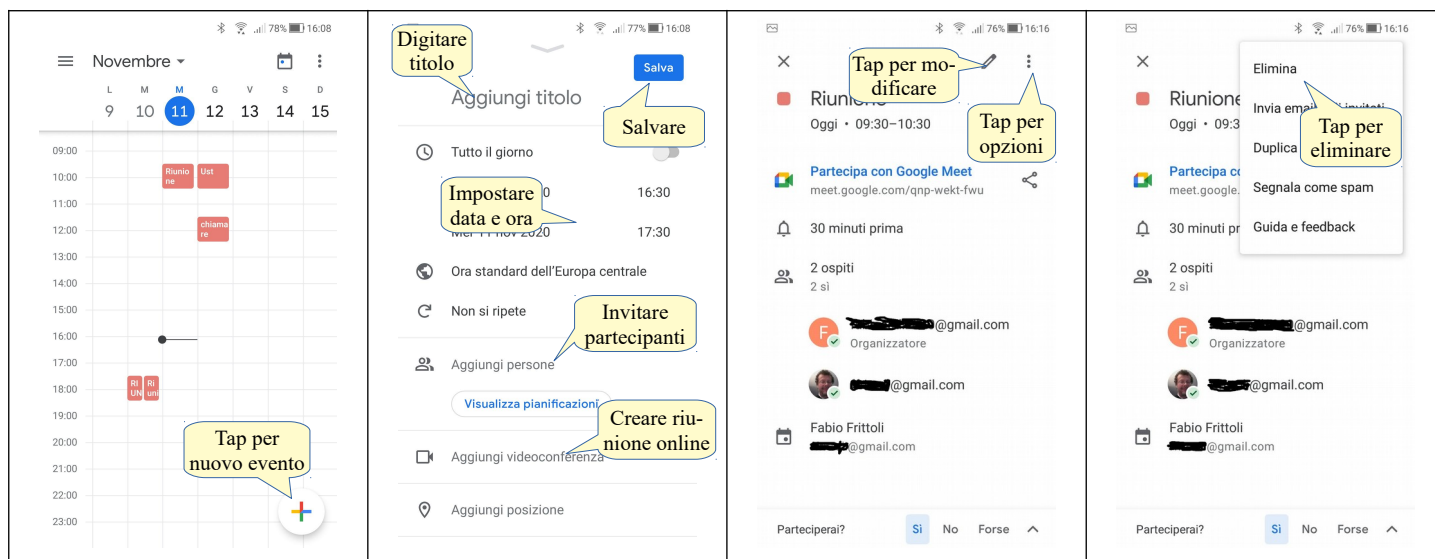 78% 16:08
Novembre
L M M G V S D
9 10 11 12 13 14 15
09:00
10:00
Riunio
ne
Ust
11:00
12:00
chiama
re
13:00
14:00
15:00
16:00
17:00
18:00
RI
UN
Ri
uni
19:00
20:00
21:00
22:00
23:00
Tap per
nuovo evento
77% 16:08
Digitare
titolo
Salva
Aggiungi titolo
Salvare
Tutto il giorno
Impostare
data e ora
16:30
Mer 11 nov 2020 17:30
Ora standard dell'Europa centrale
Non si ripete
Invitare
partecipanti
Aggiungi persone
Visualizza pianificazioni
Creare riu-
nione online
Aggiungi videoconferenza
Aggiungi posizione
76% 16:16
Tap per mo-
dificare
Riunione
Oggi • 09:30–10:30
Tap per
opzioni
Partecipa con Google Meet
meet.google.com/qnp-wekt-fwu
30 minuti prima
2 ospiti
2 sì
F
@gmail.com
Organizzatore
@gmail.com
Fabio Frittoli
@gmail.com
Parteciperai? Sì No Forse
76% 16:16
Elimina
Riunione
Invia email
invitati
Oggi • 09:3
Tap per
eliminare
Duplica
Partecipa co
meet.google.
Segnala come spam
30 minuti pr
Guida e feedback
2 ospiti
2 sì
F
@gmail.com
Organizzatore
@gmail.com
Fabio Frittoli
@gmail.com
Parteciperai? Sì No Forse